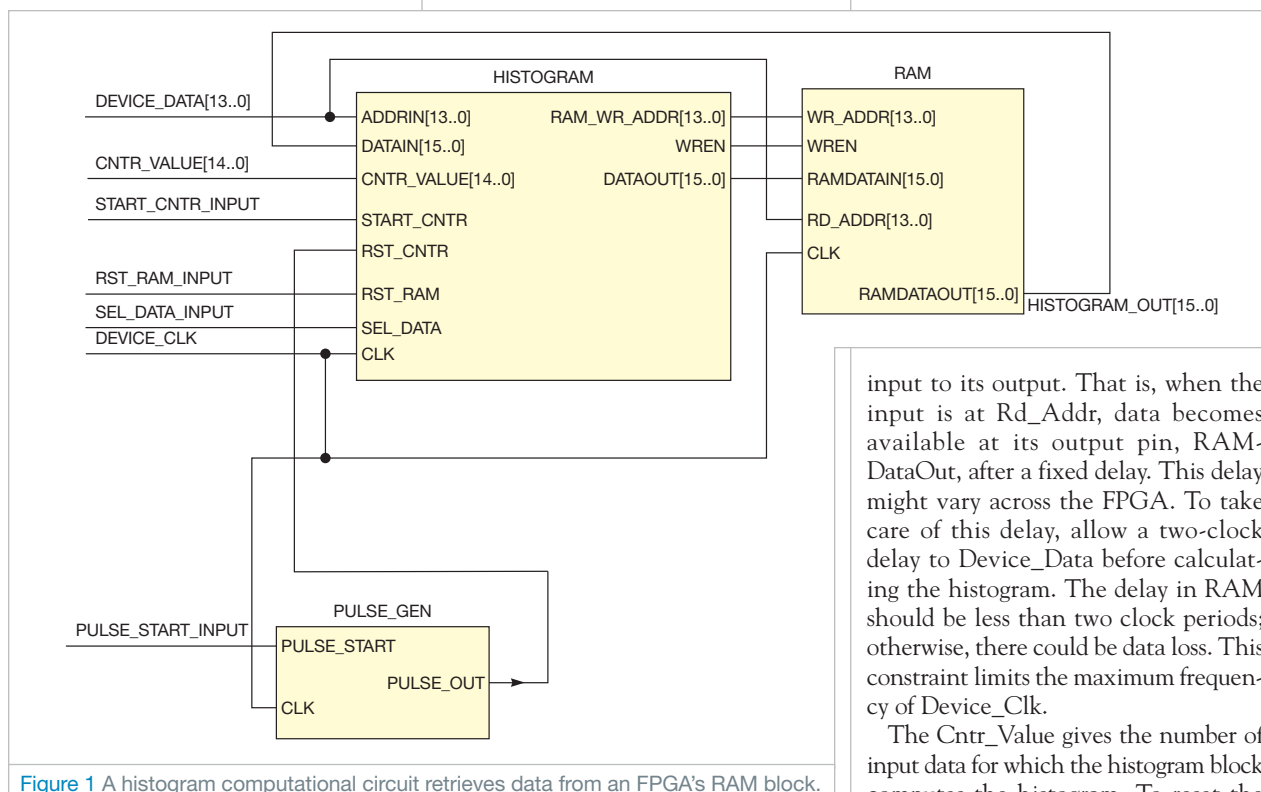 HISTOGRAM
RAM
DEVICE_DATA[13..0]
CNTR_VALUE[14..0]
START_CNTR_INPUT
RST_RAM_INPUT
SEL_DATA_INPUT
DEVICE_CLK
ADDRIN[13..0]
DATAIN[15..0]
CNTR_VALUE[14..0]
START_CNTR
RST_CNTR
RST_RAM
SEL_DATA
CLK
RAM_WR_ADDR[13..0]
WREN
DATAOUT[15..0]
WR_ADDR[13..0]
WREN
RAMDATAIN[15.0]
RD_ADDR[13..0]
CLK
RAMDATAOUT[15..0]
HISTOGRAM_OUT[15..0]
PULSE_GEN
PULSE_START_INPUT
PULSE_START
PULSE_OUT
CLK
Figure 1 A histogram computational circuit retrieves data from an FPGA's RAM block.
input to its output. That is, when the
input is at Rd_Addr, data becomes
available at its output pin, RAM-
DataOut, after a fixed delay. This delay
might vary across the FPGA. To take
care of this delay, allow a two-clock
delay to Device_Data before calculat-
ing the histogram. The delay in RAM
should be less than two clock periods;
otherwise, there could be data loss. This
constraint limits the maximum frequen-
cy of Device_Clk.
The Cntr_Value gives the number of
input data for which the histogram block
computes the histogram. To reset the